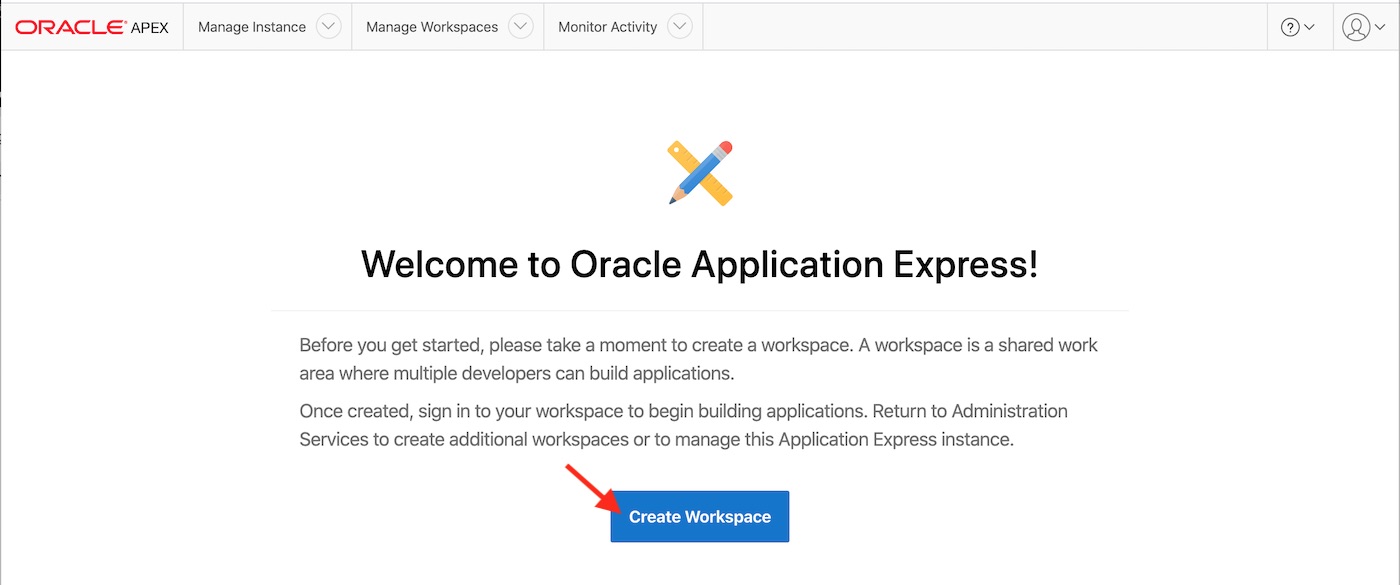 ORACLE® APEX
Manage Instance
Manage Workspaces
Monitor Activity
?
Welcome to Oracle Application Express!
Before you get started, please take a moment to create a workspace. A workspace is a shared work
area where multiple developers can build applications.
Once created, sign in to your workspace to begin building applications. Return to Administration
Services to create additional workspaces or to manage this Application Express instance.
Create Workspace